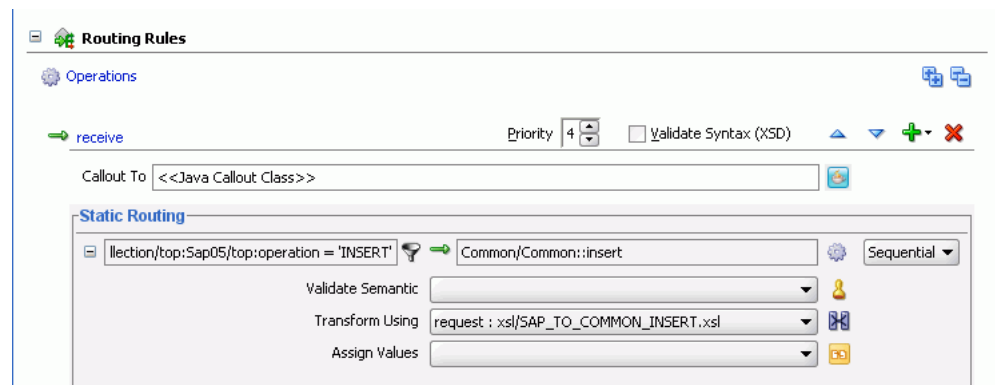 Routing Rules
Operations
receive Priority 4 Validate Syntax (XSD)
Callout To <<Java Callout Class>>
Static Routing
llection/top:Sap05/top:operation = 'INSERT' Common/Common::insert Sequential
Validate Semantic
Transform Using request : xsl/SAP_TO_COMMON_INSERT.xsl
Assign Values